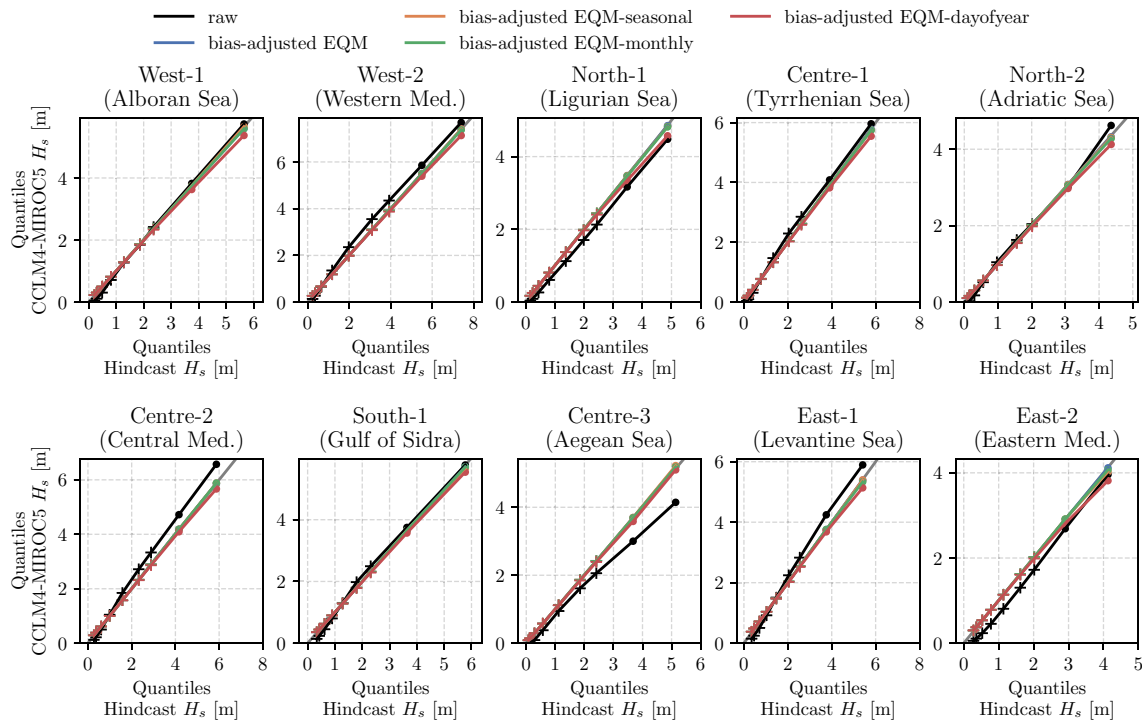 raw
bias-adjusted EQM
bias-adjusted EQM-seasonal
bias-adjusted EQM-monthly
bias-adjusted EQM-dayofyear
West-1
(Alboran Sea)
West-2
(Western Med.)
North-1
(Ligurian Sea)
Centre-1
(Tyrrhenian Sea)
North-2
(Adriatic Sea)
Quantiles
CCLM4-MIROC5 H_s [m]
0 2 4
0 2 4 6
0 1 2 3 4 5
0 2 4 6
0 2 4
0 1 2 3 4 5 6
0 2 4 6 8
0 1 2 3 4 5
0 2 4 6 8
0 1 2 3 4 5
Quantiles
Hindcast H_s [m]
Quantiles
Hindcast H_s [m]
Quantiles
Hindcast H_s [m]
Quantiles
Hindcast H_s [m]
Quantiles
Hindcast H_s [m]
Centre-2
(Central Med.)
South-1
(Gulf of Sidra)
Centre-3
(Aegean Sea)
East-1
(Levantine Sea)
East-2
(Eastern Med.)
Quantiles
CCLM4-MIROC5 H_s [m]
0 2 4 6
0 2 4
0 2 4
0 2 4 6
0 2 4
0 2 4 6 8
0 1 2 3 4 5 6
0 1 2 3 4 5
0 2 4 6 8
0 1 2 3 4 5
Quantiles
Hindcast H_s [m]
Quantiles
Hindcast H_s [m]
Quantiles
Hindcast H_s [m]
Quantiles
Hindcast H_s [m]
Quantiles
Hindcast H_s [m]